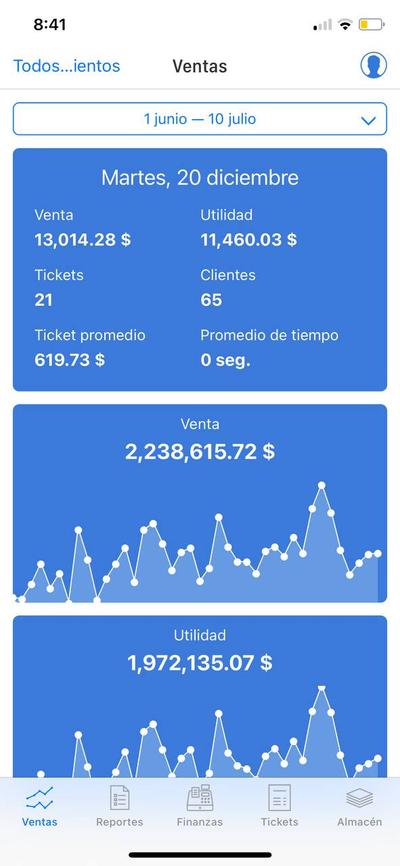 8:41
Todos...ientos
Ventas
1 junio — 10 julio
Martes, 20 diciembre
Venta Utilidad
13,014.28 $ 11,460.03 $
Tickets Clientes
21 65
Ticket promedio Promedio de tiempo
619.73 $ 0 seg.
Venta
2,238,615.72 $
Utilidad
1,972,135.07 $
Ventas Reportes Finanzas Tickets Almacén